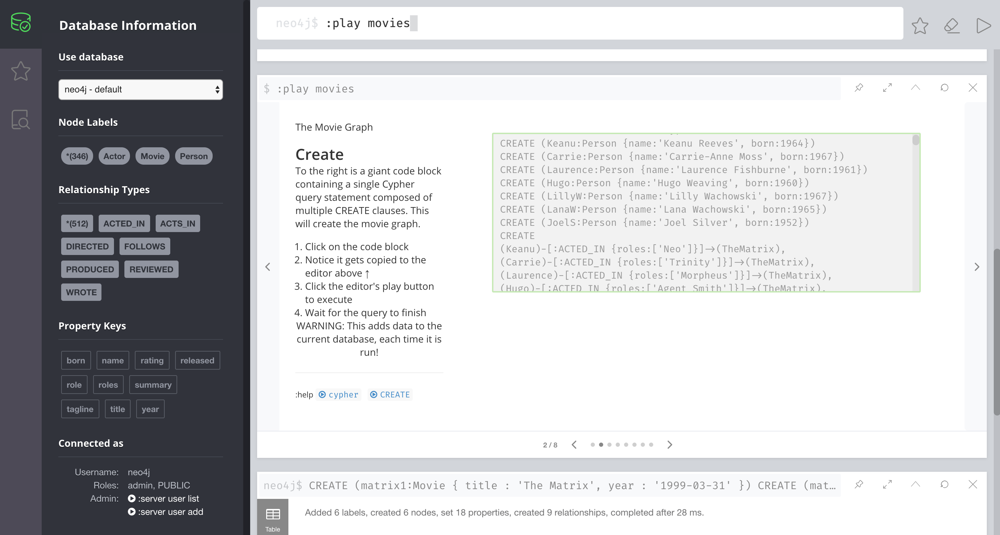 Database Information
Use database
neo4j - default
Node Labels
*(346) Actor Movie Person
Relationship Types
*(512) ACTED_IN ACTS_IN
DIRECTED FOLLOWS
PRODUCED REVIEWED
WROTE
Property Keys
born name rating released
role roles summary
tagline title year
Connected as
Username: neo4j
Roles: admin, PUBLIC
Admin: :server user list
:server user add
neo4j$ :play movies
$ :play movies
The Movie Graph
Create
To the right is a giant code block
containing a single Cypher
query statement composed of
multiple CREATE clauses. This
will create the movie graph.
1. Click on the code block
2. Notice it gets copied to the
editor above ↑
3. Click the editor's play button
to execute
4. Wait for the query to finish
WARNING: This adds data to the
current database, each time it is
run!
:help cypher CREATE
CREATE (Keanu:Person {name:'Keanu Reeves', born:1964})
CREATE (Carrie:Person {name:'Carrie-Anne Moss', born:1967})
CREATE (Laurence:Person {name:'Laurence Fishburne', born:1961})
CREATE (Hugo:Person {name:'Hugo Weaving', born:1960})
CREATE (LillyW:Person {name:'Lilly Wachowski', born:1967})
CREATE (LanaW:Person {name:'Lana Wachowski', born:1965})
CREATE (JoelS:Person {name:'Joel Silver', born:1952})
CREATE
(Keanu)-[:ACTED_IN {roles:['Neo']}]->(TheMatrix),
(Carrie)-[:ACTED_IN {roles:['Trinity']}]->(TheMatrix),
(Laurence)-[:ACTED_IN {roles:['Morpheus']}]->(TheMatrix),
(Hugo)-[:ACTED_IN {roles:['Agent Smith']}]->(TheMatrix),
2 / 8
neo4j$ CREATE (matrix1:Movie { title : 'The Matrix', year : '1999-03-31' }) CREATE (mat…
Table
Added 6 labels, created 6 nodes, set 18 properties, created 9 relationships, completed after 28 ms.